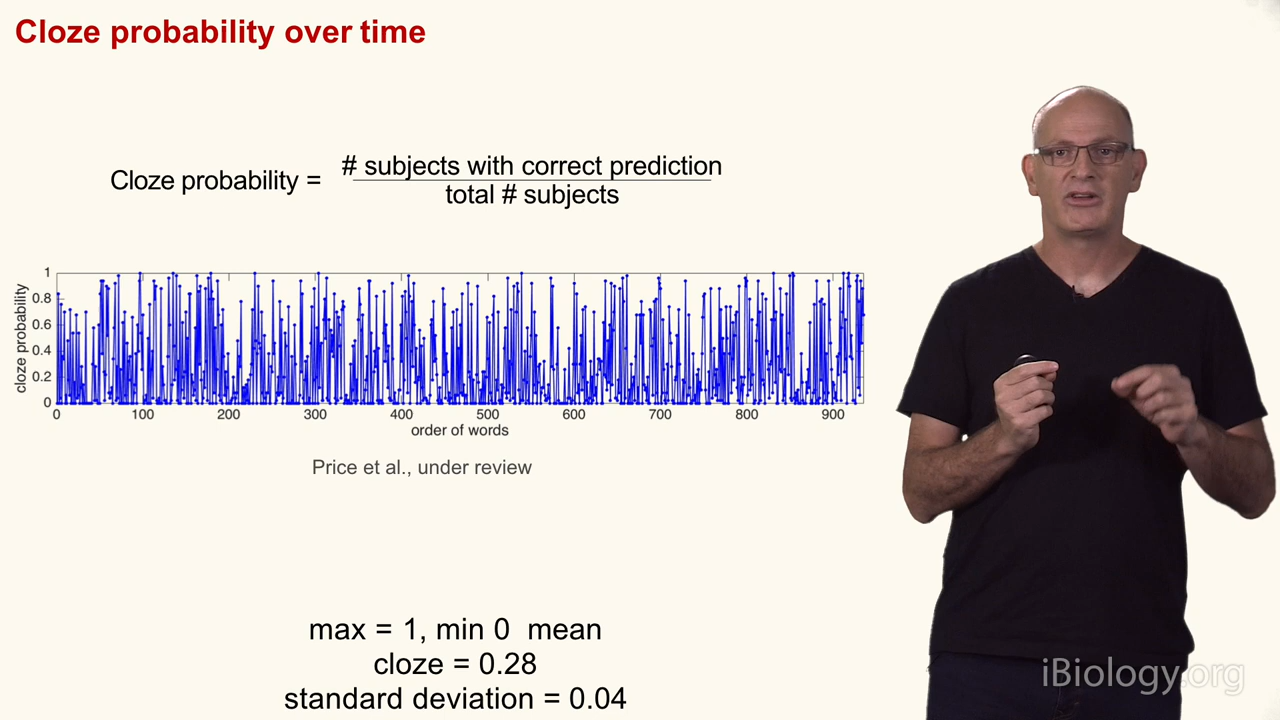 Cloze probability over time
Cloze probability =
# subjects with correct prediction
total # subjects
cloze probability
1
0.8
0.6
0.4
0.2
0
0 100 200 300 400 500 600 700 800 900
order of words
Price et al., under review
max = 1, min 0 mean
cloze = 0.28
standard deviation = 0.04
iBiology.org